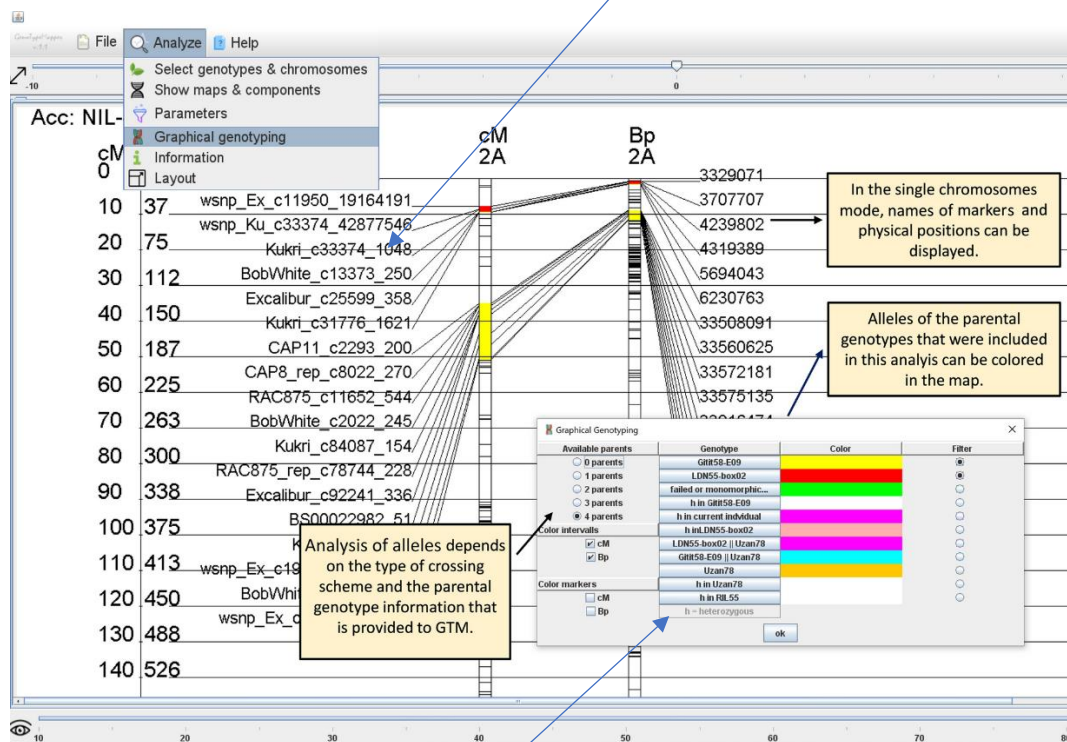 File Analyze Help
Select genotypes & chromosomes
Show maps & components
Parameters
Graphical genotyping
Information
Layout
-10 0
Acc: NIL-
cM
cM
2A
Bp
2A
0
10 37
20 75
30 112
40 150
50 187
60 225
70 263
80 300
90 338
100 375
110 413
120 450
130 488
140 526
wsnp_Ex_c11950_19164191
wsnp_Ku_c33374_42877546
Kukri_c33374_1048
BobWhite_c13373_250
Excalibur_c25599_358
Kukri_c31776_1621
CAP11_c2293_200
CAP8_rep_c8022_270
RAC875_c11652_544
BobWhite_c2022_245
Kukri_c84087_154
RAC875_rep_c78744_228
Excalibur_c92241_336
BS00022982_51
K
wsnp_Ex_c19
BobWhit
wsnp_Ex_c
3329071
3707707
4239802
4319389
5694043
6230763
33508091
33560625
33572181
33575135
In the single chromosomes
mode, names of markers and
physical positions can be
displayed.
Alleles of the parental
genotypes that were included
in this analyis can be colored
in the map.
Analysis of alleles depends
on the type of crossing
scheme and the parental
genotype information that
is provided to GTM.
Graphical Genotyping
Available parents Genotype Color Filter
0 parents Gitit58-E09
1 parents LDN55-box02
2 parents failed or monomorphic...
3 parents h in Gitit58-E09
4 parents h in current indvidual
Color intervalls h inLDN55-box02
cM LDN55-box02 || Uzan78
Bp Gitit58-E09 || Uzan78
Uzan78
Color markers h in Uzan78
cM h in RIL55
Bp h = heterozygous
ok
10 20 30 40 50 60 70 80